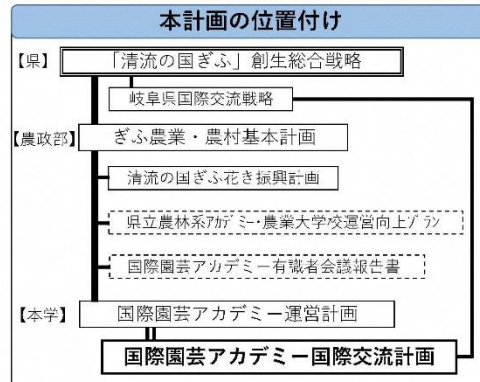 本計画の位置付け
【県】 「清流の国ぎふ」創生総合戦略
岐阜県国際交流戦略
【農政部】 ぎふ農業・農村基本計画
清流の国ぎふ花き振興計画
県立農林系ｱｶﾃﾞﾐｰ・農業大学校運営向上ﾌﾟﾗﾝ
国際園芸アカデミー有識者会議報告書
【本学】 国際園芸アカデミー運営計画
国際園芸アカデミー国際交流計画